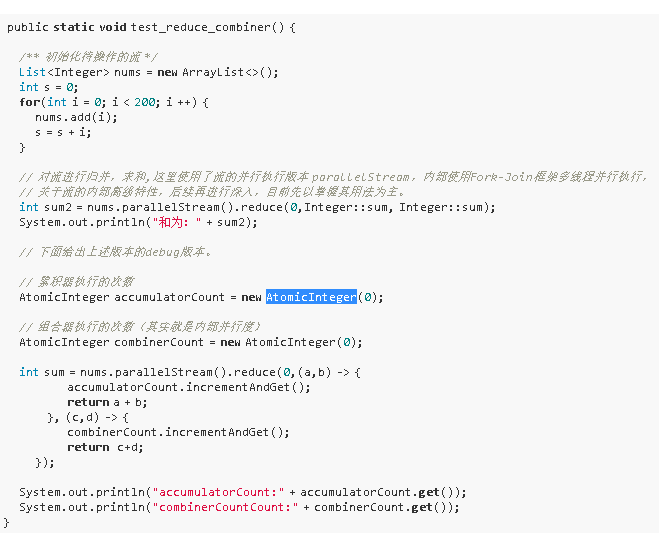 public static void test_reduce_combiner() {
/** 初始化待操作的流 */
List<Integer> nums = new ArrayList<>();
int s = 0;
for(int i = 0; i < 200; i ++) {
nums.add(i);
s = s + i;
}
// 对流进行归并，求和,这里使用了流的并行执行版本 parallelStream，内部使用Fork-Join框架多线程并行执行，
// 关于流的内部高级特性，后续再进行深入，目前先以掌握其用法为主。
int sum2 = nums.parallelStream().reduce(0,Integer::sum, Integer::sum);
System.out.println("和为：" + sum2);
// 下面给出上述版本的debug版本。
// 累积器执行的次数
AtomicInteger accumulatorCount = new AtomicInteger(0);
// 组合器执行的次数（其实就是内部并行度）
AtomicInteger combinerCount = new AtomicInteger(0);
int sum = nums.parallelStream().reduce(0,(a,b) -> {
accumulatorCount.incrementAndGet();
return a + b;
}, (c,d) -> {
combinerCount.incrementAndGet();
return c+d;
});
System.out.println("accumulatorCount:" + accumulatorCount.get());
System.out.println("combinerCountCount:" + combinerCount.get());
}